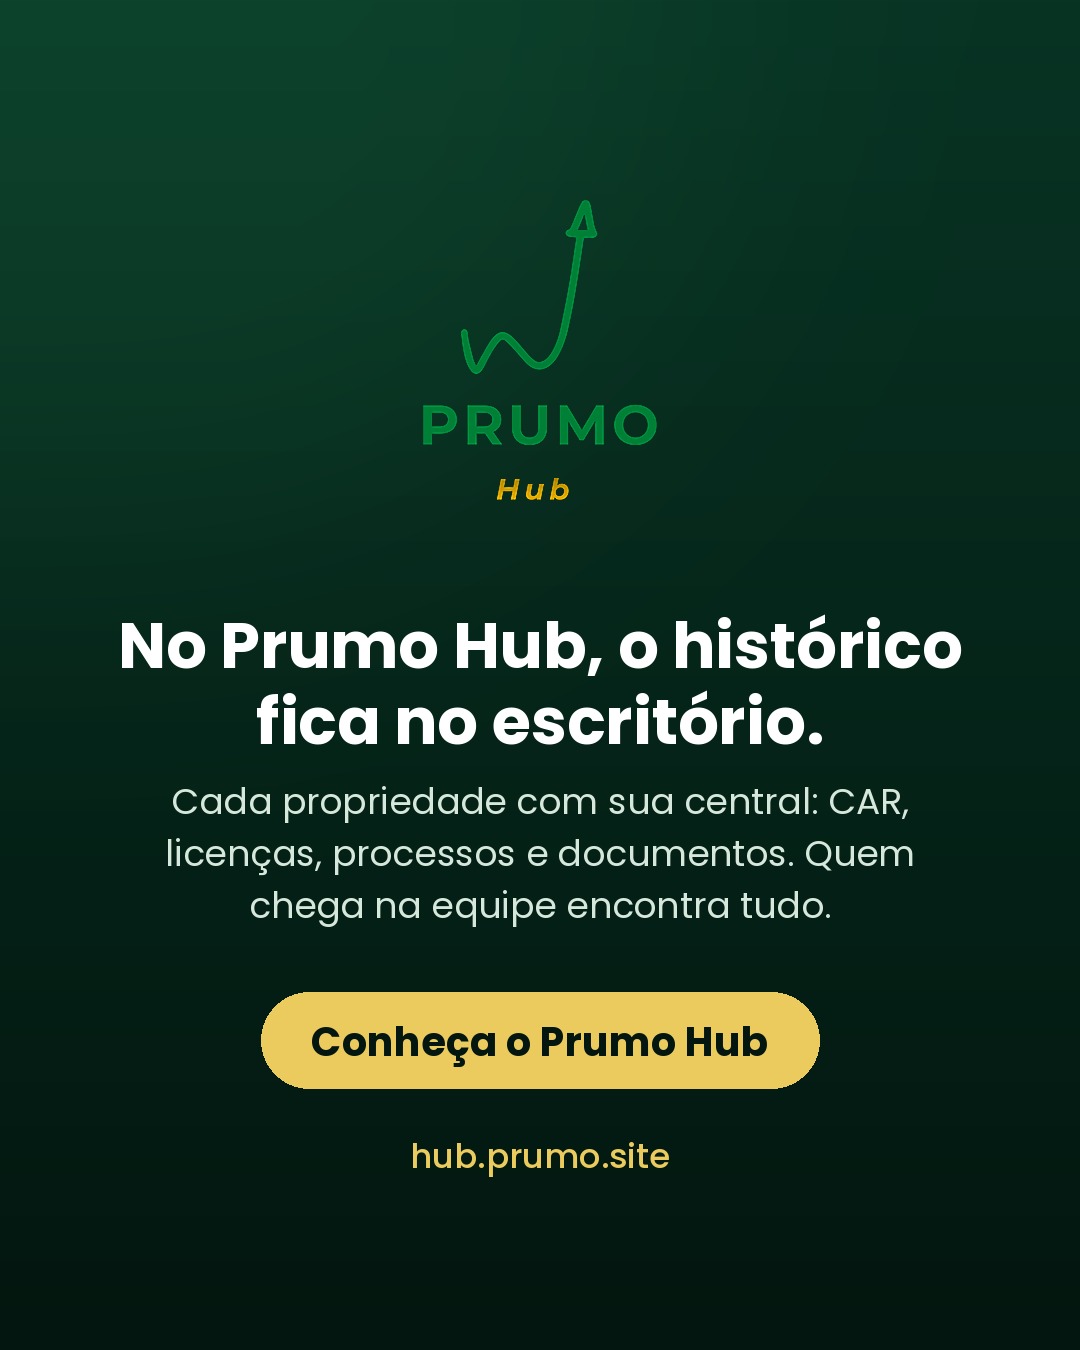 PRUMO
Hub
No Prumo Hub, o histórico
fica no escritório.
Cada propriedade com sua central: CAR,
licenças, processos e documentos. Quem
chega na equipe encontra tudo.
Conheça o Prumo Hub
hub.prumo.site